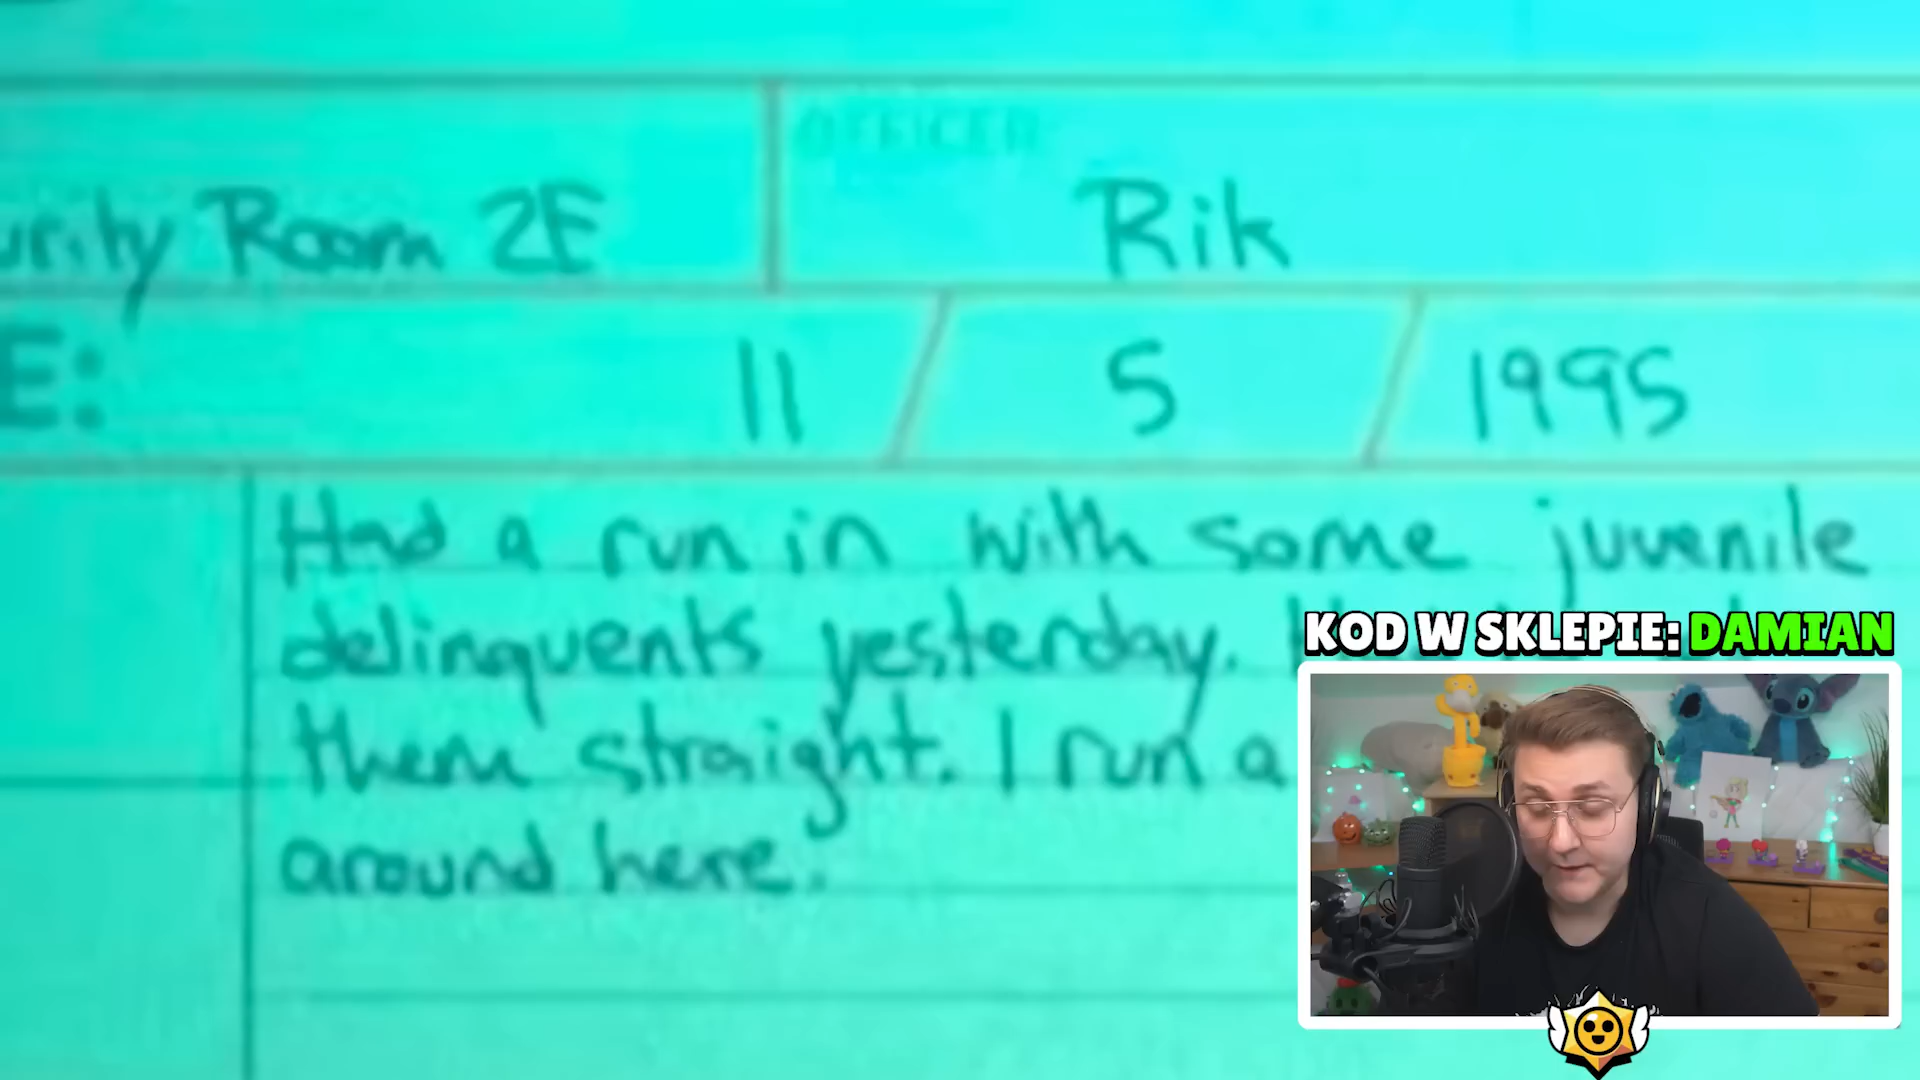 OFFICER
urity Room 2E
Rik
E: 11 / 5 / 1995
Had a run in with some juvenile
delinquents yesterday.
them straight. I run a
around here.
KOD W SKLEPIE: DAMIAN